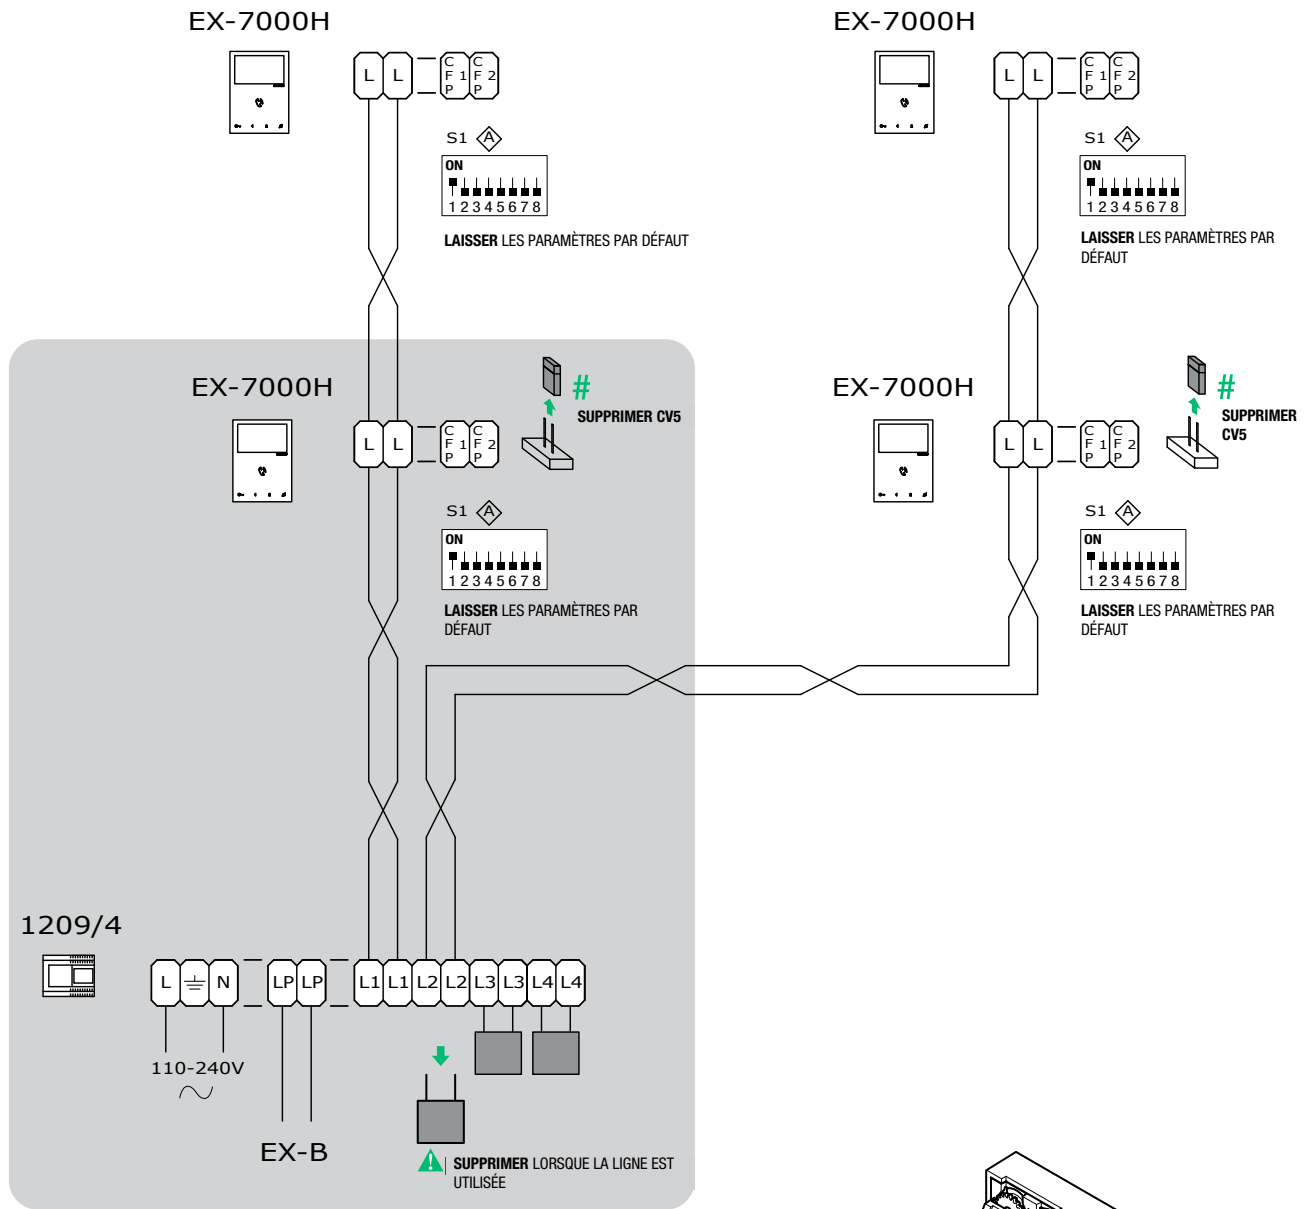 EX-7000H
EX-7000H
L L C F P 1 C F P 2
L L C F P 1 C F P 2
S1 A
S1 A
ON
1 2 3 4 5 6 7 8
ON
1 2 3 4 5 6 7 8
LAISSER LES PARAMÈTRES PAR DÉFAUT
LAISSER LES PARAMÈTRES PAR
DÉFAUT
EX-7000H
#
SUPPRIMER CV5
EX-7000H
#
SUPPRIMER
CV5
L L C F P 1 C F P 2
L L C F P 1 C F P 2
S1 A
S1 A
ON
1 2 3 4 5 6 7 8
ON
1 2 3 4 5 6 7 8
LAISSER LES PARAMÈTRES PAR
DÉFAUT
LAISSER LES PARAMÈTRES PAR
DÉFAUT
1209/4
L N LP LP L1 L1 L2 L2 L3 L3 L4 L4
110-240V
EX-B
SUPPRIMER LORSQUE LA LIGNE EST
UTILISÉE